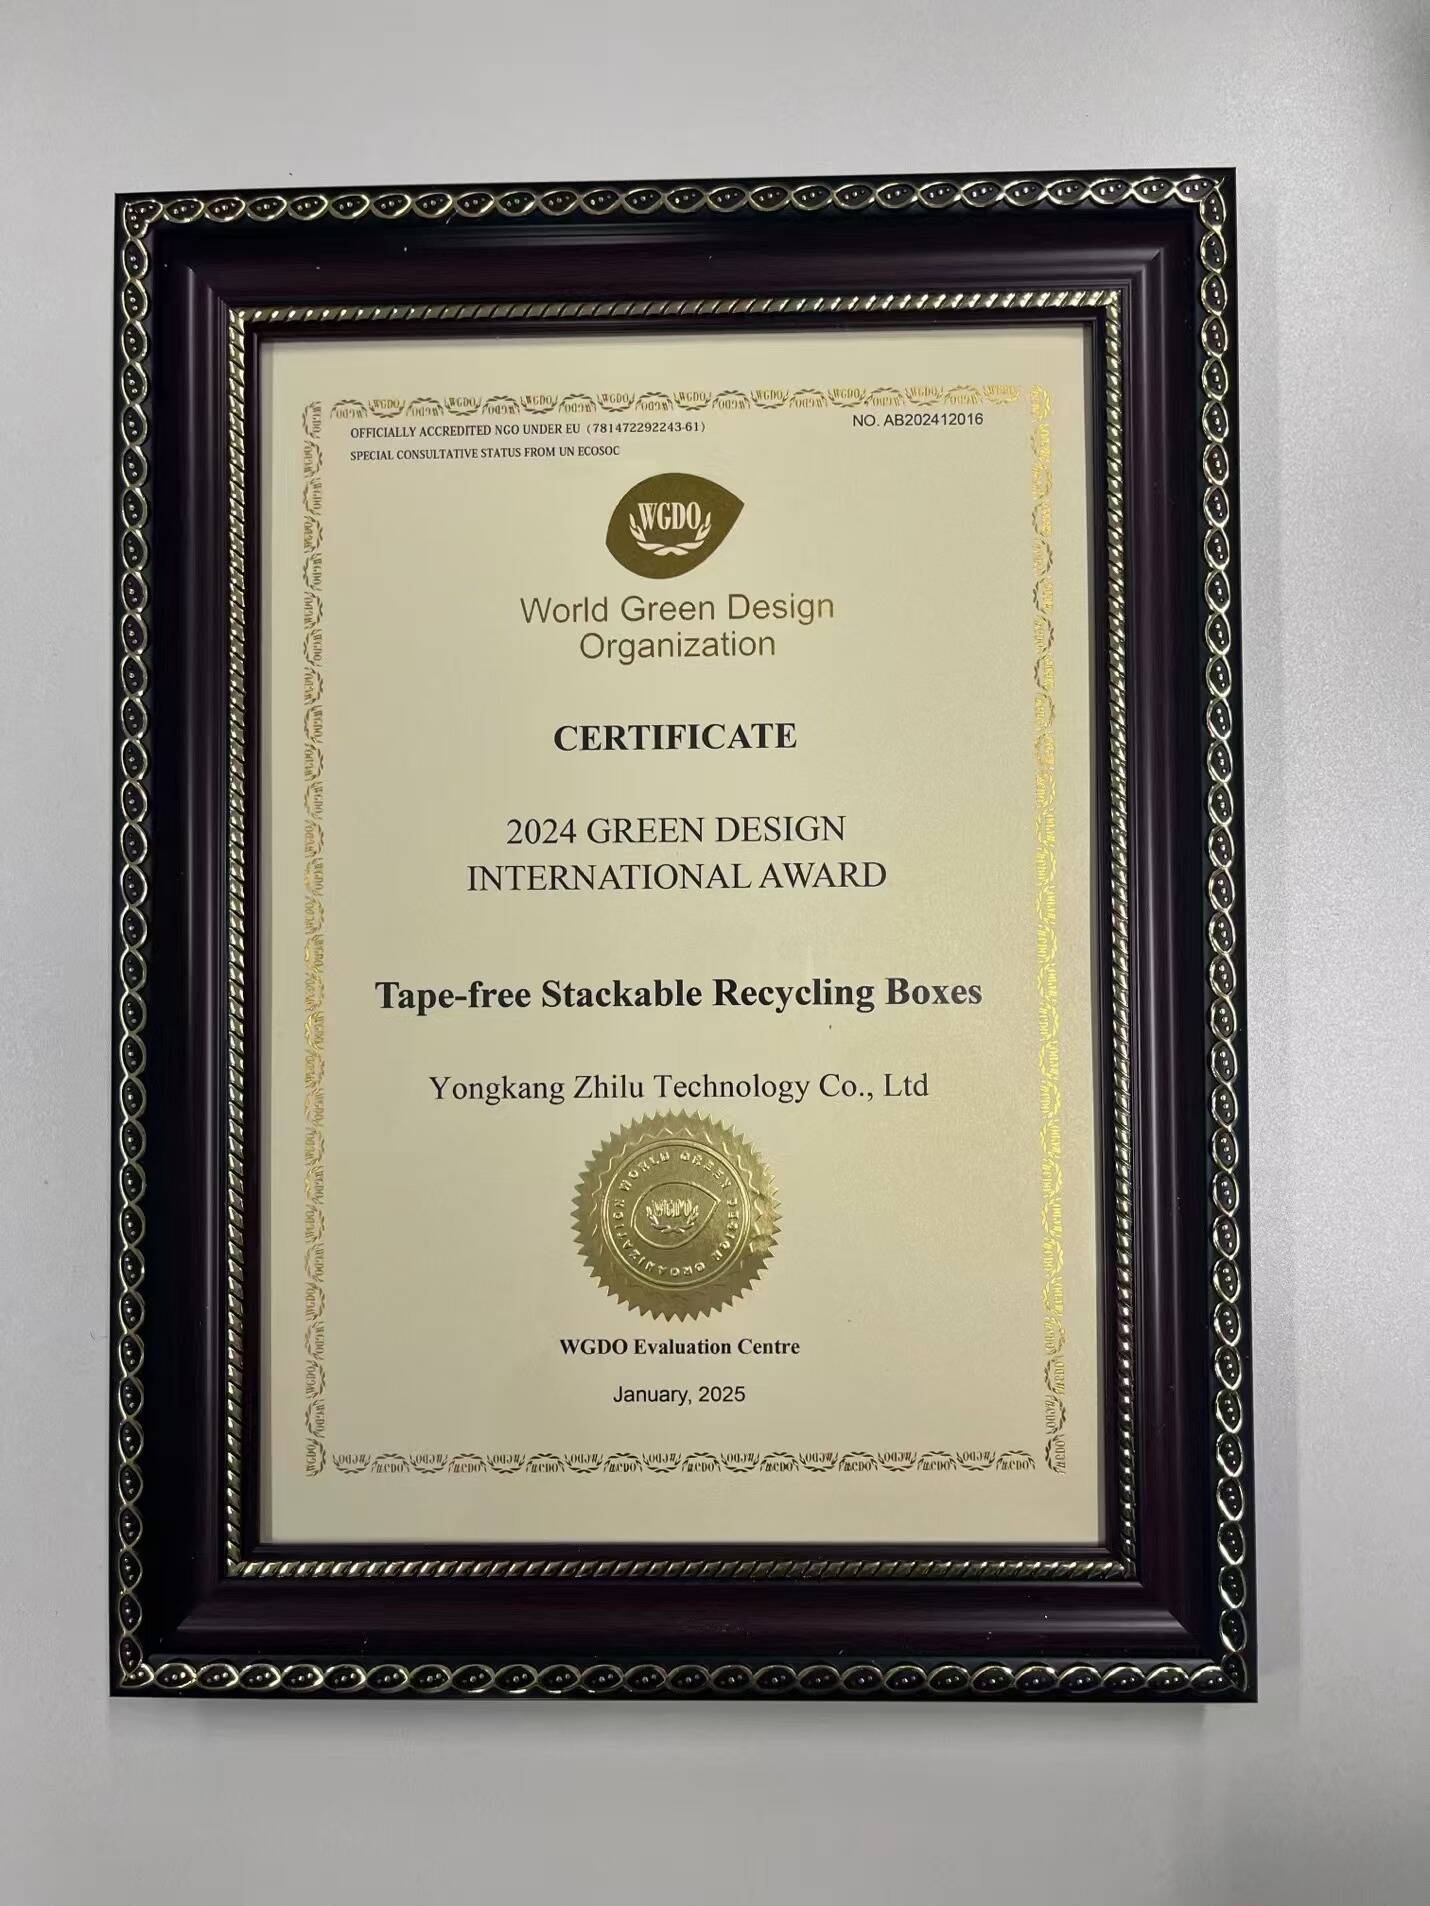 OFFICIALLY ACCREDITED NGO UNDER EU (781472292243-61)
NO. AB202412016
SPECIAL CONSULTATIVE STATUS FROM UN ECOSOC
WGDO
World Green Design
Organization
CERTIFICATE
2024 GREEN DESIGN
INTERNATIONAL AWARD
Tape-free Stackable Recycling Boxes
Yongkang Zhilu Technology Co., Ltd
WORLD GREEN DESIGN ORGANIZATION
WGDO
WGDO Evaluation Centre
January, 2025